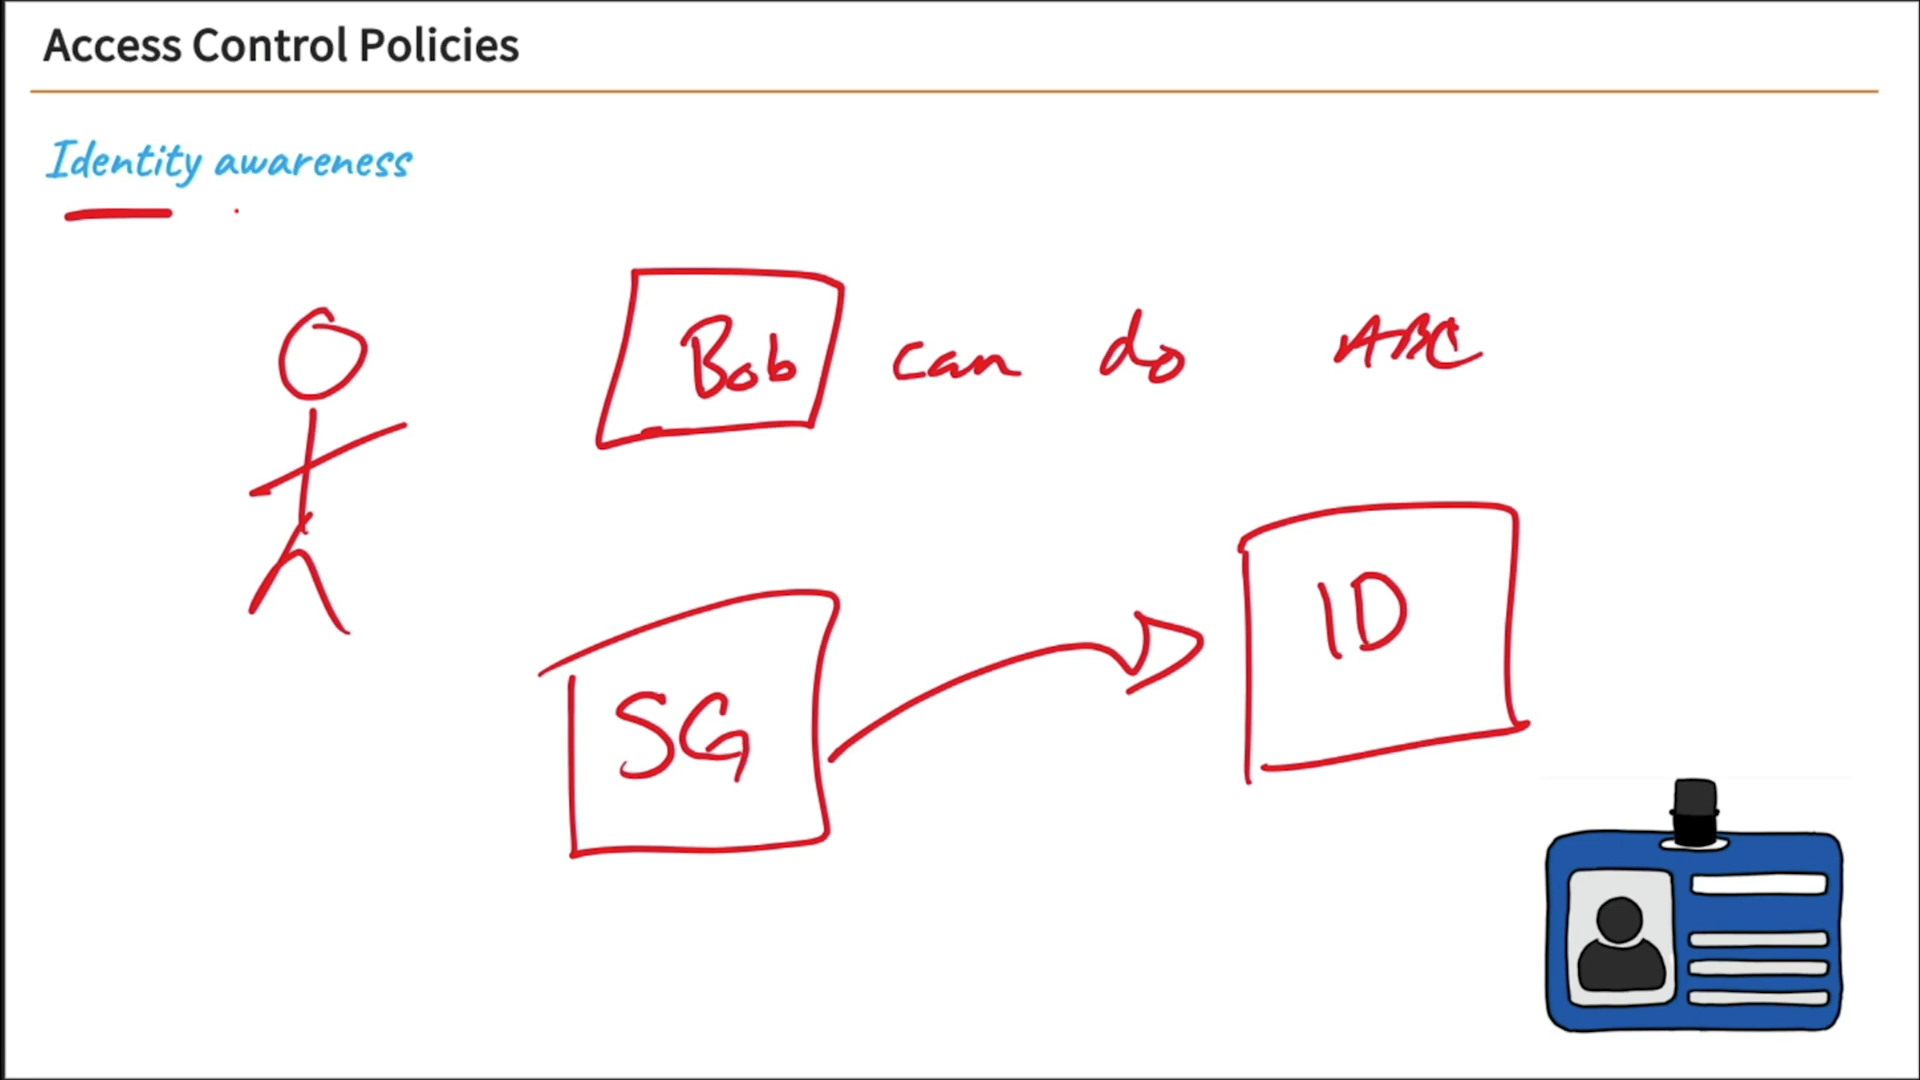 Access Control Policies
Identity awareness
Bob can do ABC
ID
SG